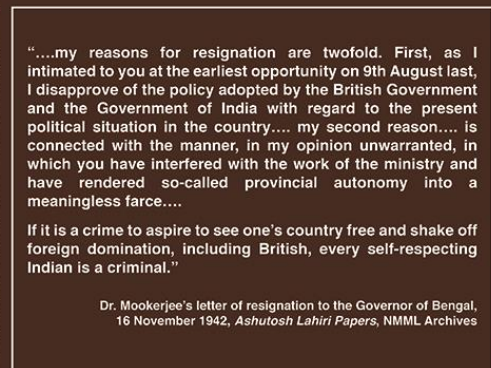 “....my reasons for resignation are twofold. First, as I
intimated to you at the earliest opportunity on 9th August last,
I disapprove of the policy adopted by the British Government
and the Government of India with regard to the present
political situation in the country.... my second reason.... is
connected with the manner, in my opinion unwarranted, in
which you have interfered with the work of the ministry and
have rendered so-called provincial autonomy into a
meaningless farce....
If it is a crime to aspire to see one’s country free and shake off
foreign domination, including British, every self-respecting
Indian is a criminal.”
Dr. Mookerjee’s letter of resignation to the Governor of Bengal,
16 November 1942, Ashutosh Lahiri Papers, NMML Archives